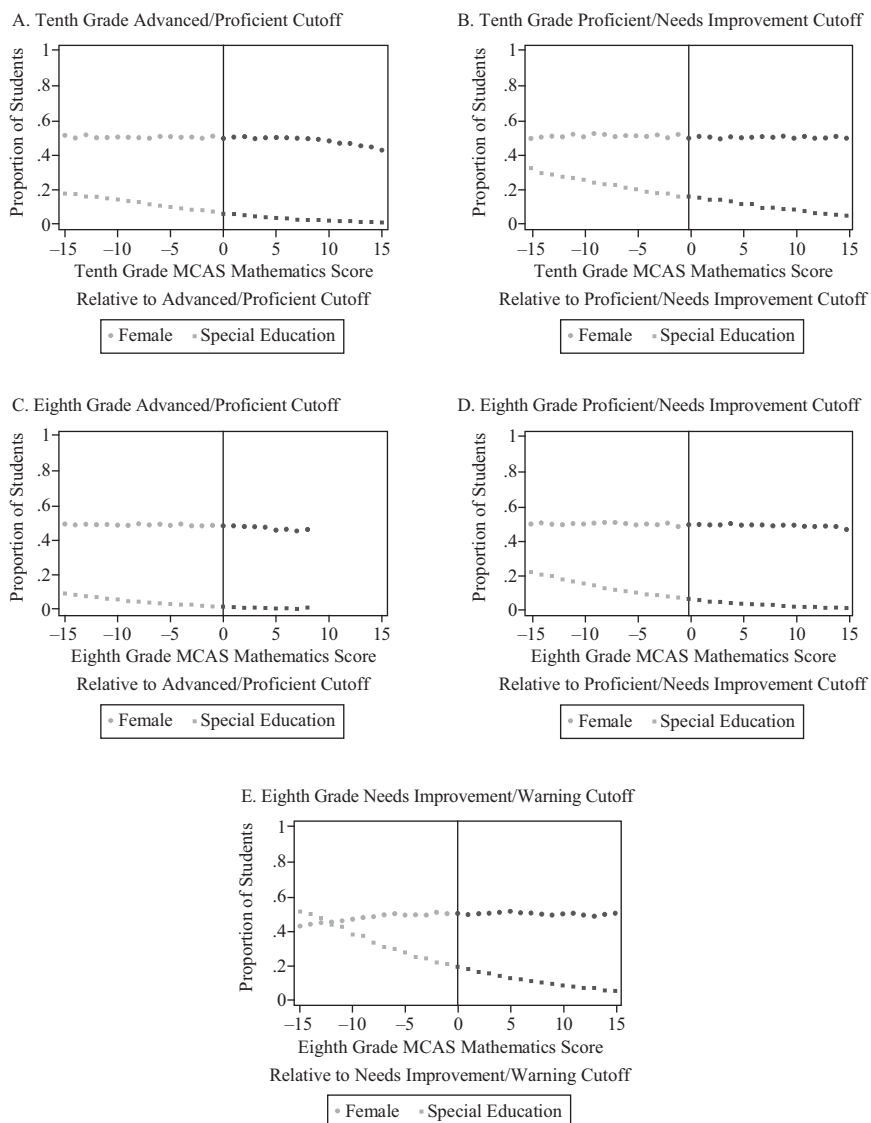 A. Tenth Grade Advanced/Proficient Cutoff
Proportion of Students
1
.8
.6
.4
.2
0
–15 –10 –5 0 5 10 15
Tenth Grade MCAS Mathematics Score
Relative to Advanced/Proficient Cutoff
Female Special Education
B. Tenth Grade Proficient/Needs Improvement Cutoff
Proportion of Students
1
.8
.6
.4
.2
0
–15 –10 –5 0 5 10 15
Tenth Grade MCAS Mathematics Score
Relative to Proficient/Needs Improvement Cutoff
Female Special Education
C. Eighth Grade Advanced/Proficient Cutoff
Proportion of Students
1
.8
.6
.4
.2
0
–15 –10 –5 0 5 10 15
Eighth Grade MCAS Mathematics Score
Relative to Advanced/Proficient Cutoff
Female Special Education
D. Eighth Grade Proficient/Needs Improvement Cutoff
Proportion of Students
1
.8
.6
.4
.2
0
–15 –10 –5 0 5 10 15
Eighth Grade MCAS Mathematics Score
Relative to Proficient/Needs Improvement Cutoff
Female Special Education
E. Eighth Grade Needs Improvement/Warning Cutoff
Proportion of Students
1
.8
.6
.4
.2
0
–15 –10 –5 0 5 10 15
Eighth Grade MCAS Mathematics Score
Relative to Needs Improvement/Warning Cutoff
Female Special Education